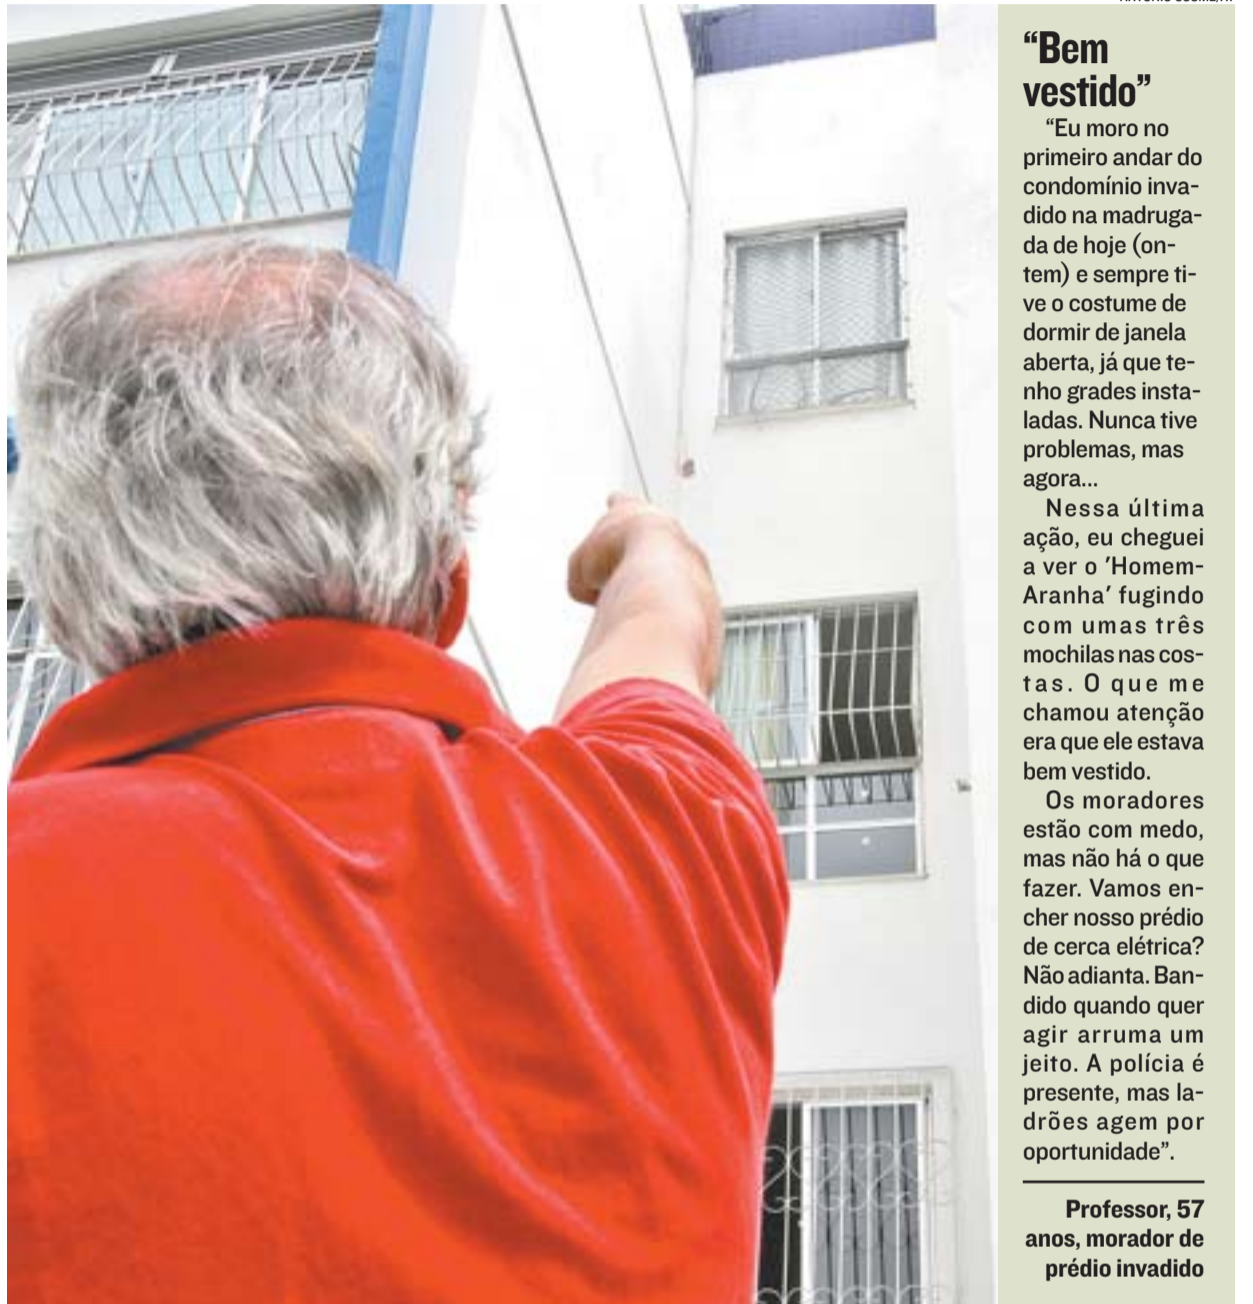 “Bem
vestido”
“Eu moro no
primeiro andar do
condomínio inva-
dido na madruga-
da de hoje (on-
tem) e sempre ti-
ve o costume de
dormir de janela
aberta, já que te-
nho grades insta-
ladas. Nunca tive
problemas, mas
agora...
Nessa última
ação, eu cheguei
a ver o ‘Homem-
Aranha’ fugindo
com umas três
mochilas nas cos-
tas. O que me
chamou atenção
era que ele estava
bem vestido.
Os moradores
estão com medo,
mas não há o que
fazer. Vamos en-
cher nosso prédio
de cerca elétrica?
Não adianta. Ban-
dido quando quer
agir arruma um
jeito. A polícia é
presente, mas la-
drões agem por
oportunidade”.
Professor, 57
anos, morador de
prédio invadido